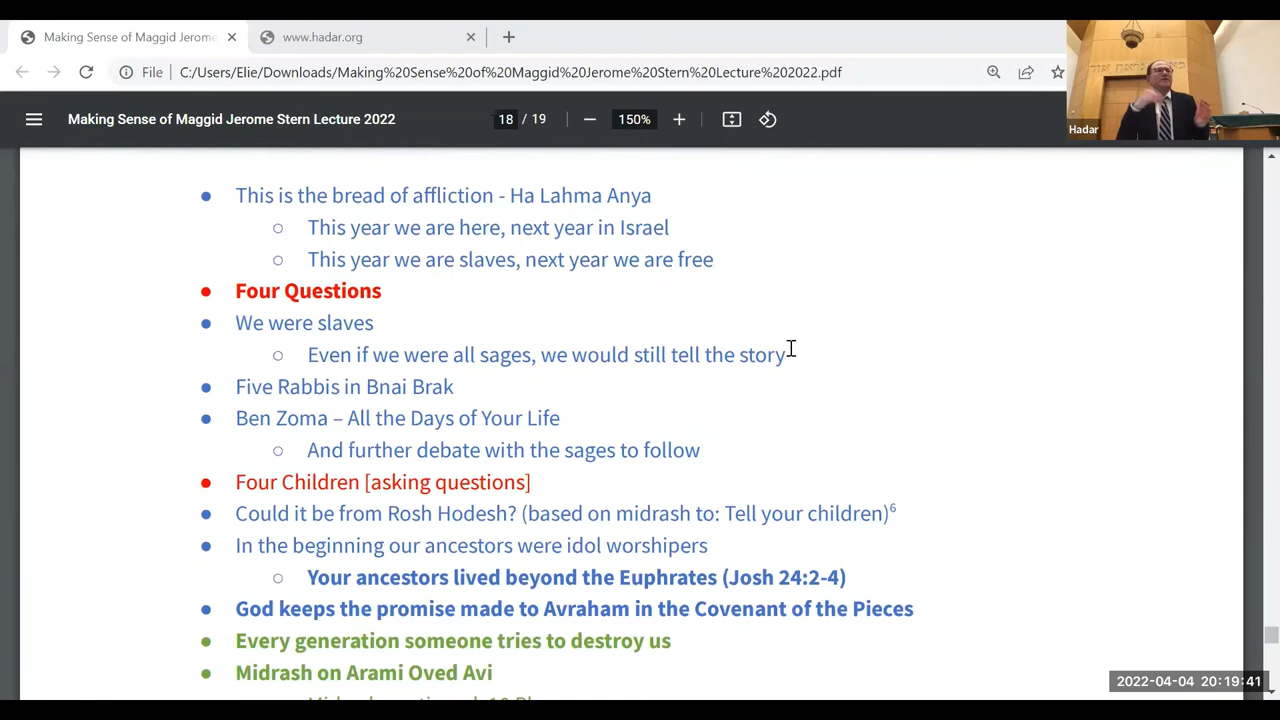 Making Sense of Maggid Jerome
www.hadar.org
File C:/Users/Elie/Downloads/Making%20Sense%20of%20Maggid%20Jerome%20Stern%20Lecture%202022.pdf
Making Sense of Maggid Jerome Stern Lecture 2022
18 / 19
150%
Hadar
• This is the bread of affliction - Ha Lahma Anya
○ This year we are here, next year in Israel
○ This year we are slaves, next year we are free
• Four Questions
• We were slaves
○ Even if we were all sages, we would still tell the story
• Five Rabbis in Bnai Brak
• Ben Zoma – All the Days of Your Life
○ And further debate with the sages to follow
• Four Children [asking questions]
• Could it be from Rosh Hodesh? (based on midrash to: Tell your children)6
• In the beginning our ancestors were idol worshipers
○ Your ancestors lived beyond the Euphrates (Josh 24:2-4)
• God keeps the promise made to Avraham in the Covenant of the Pieces
• Every generation someone tries to destroy us
• Midrash on Arami Oved Avi
2022-04-04 20:19:41